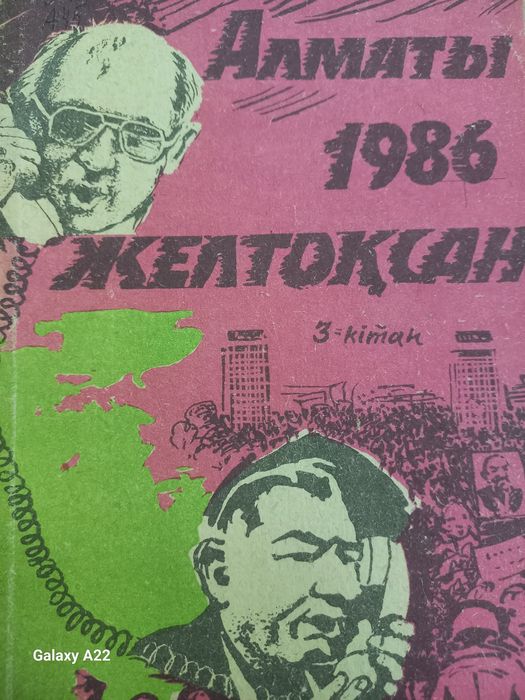 Алматы
1986
Желтоқсан
3-кітап
Galaxy A22